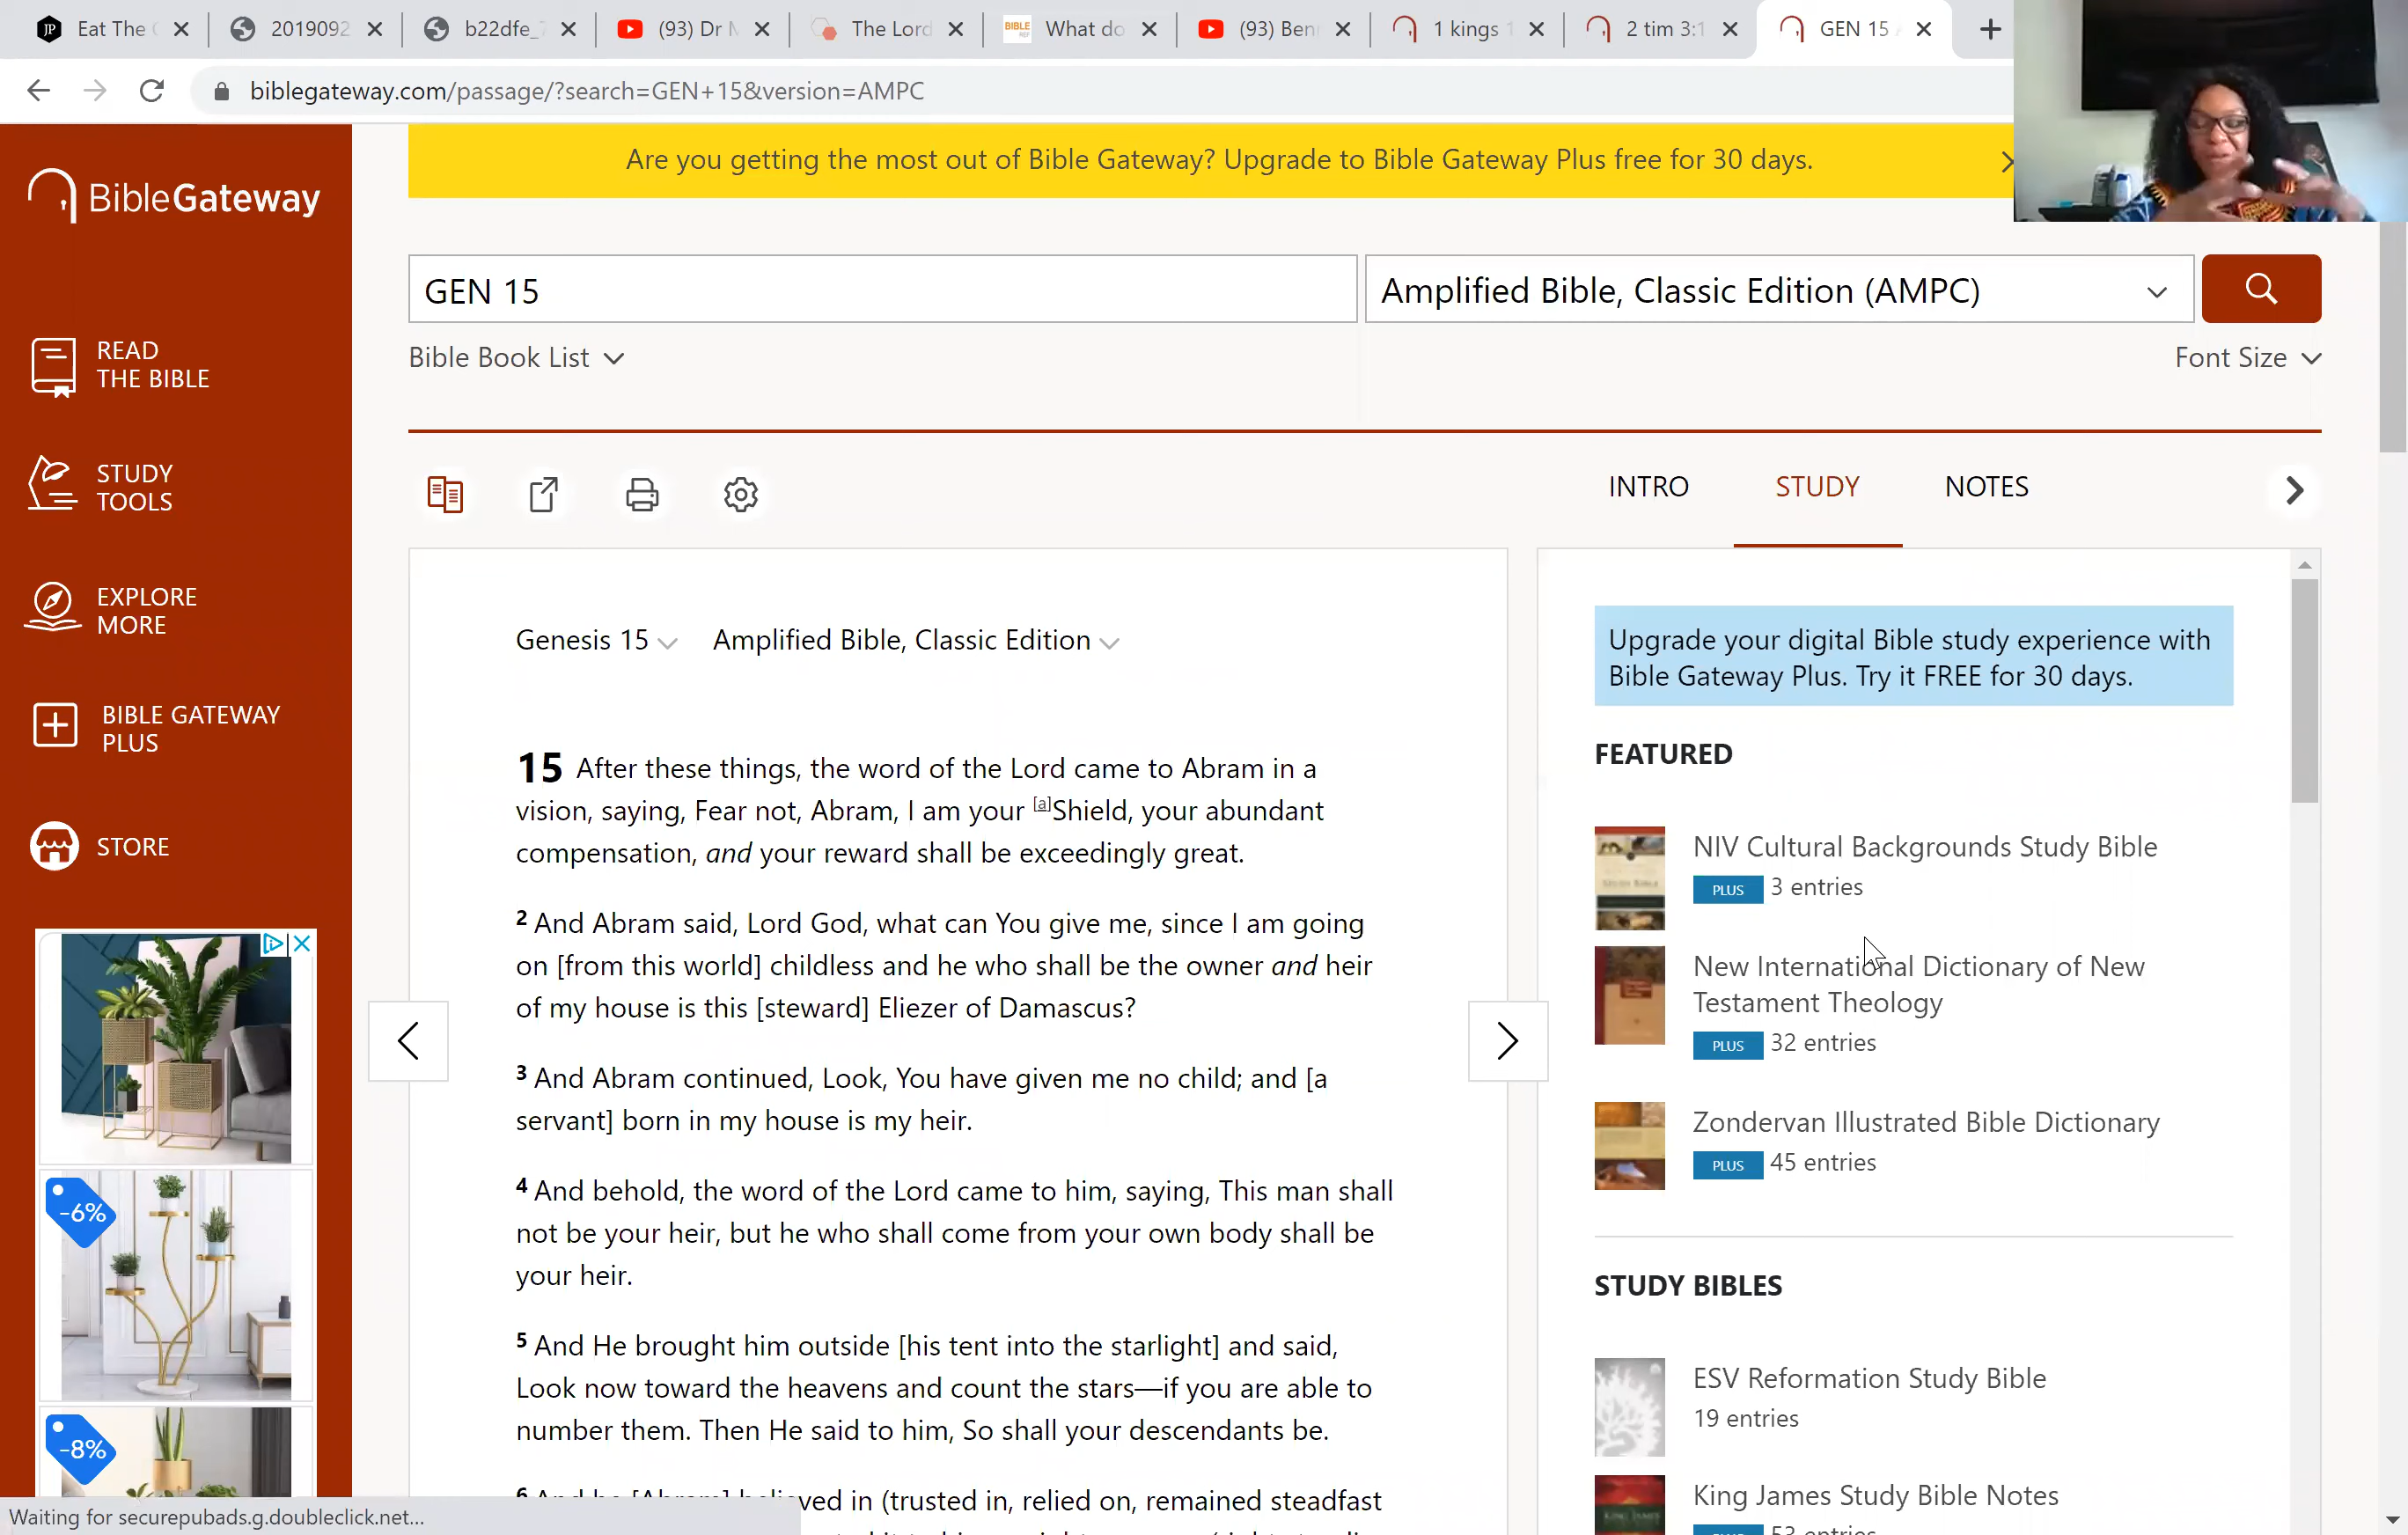 Eat The
2019092
b22dfe_
(93) Dr
The Lord
What do
(93) Ben
1 kings
2 tim 3:1
GEN 15
biblegateway.com/passage/?search=GEN+15&version=AMPC
BibleGateway
Are you getting the most out of Bible Gateway? Upgrade to Bible Gateway Plus free for 30 days.
GEN 15
Amplified Bible, Classic Edition (AMPC)
Bible Book List
Font Size
READ
THE BIBLE
STUDY
TOOLS
EXPLORE
MORE
BIBLE GATEWAY
PLUS
STORE
-6%
-8%
INTRO
STUDY
NOTES
Genesis 15
Amplified Bible, Classic Edition
15 After these things, the word of the Lord came to Abram in a
vision, saying, Fear not, Abram, I am your [a]Shield, your abundant
compensation, and your reward shall be exceedingly great.
2 And Abram said, Lord God, what can You give me, since I am going
on [from this world] childless and he who shall be the owner and heir
of my house is this [steward] Eliezer of Damascus?
3 And Abram continued, Look, You have given me no child; and [a
servant] born in my house is my heir.
4 And behold, the word of the Lord came to him, saying, This man shall
not be your heir, but he who shall come from your own body shall be
your heir.
5 And He brought him outside [his tent into the starlight] and said,
Look now toward the heavens and count the stars—if you are able to
number them. Then He said to him, So shall your descendants be.
6 And he [Abram] believed in (trusted in, relied on, remained steadfast
Upgrade your digital Bible study experience with
Bible Gateway Plus. Try it FREE for 30 days.
FEATURED
NIV Cultural Backgrounds Study Bible
PLUS 3 entries
New International Dictionary of New
Testament Theology
PLUS 32 entries
Zondervan Illustrated Bible Dictionary
PLUS 45 entries
STUDY BIBLES
ESV Reformation Study Bible
19 entries
King James Study Bible Notes
53 entries
Waiting for securepubads.g.doubleclick.net...